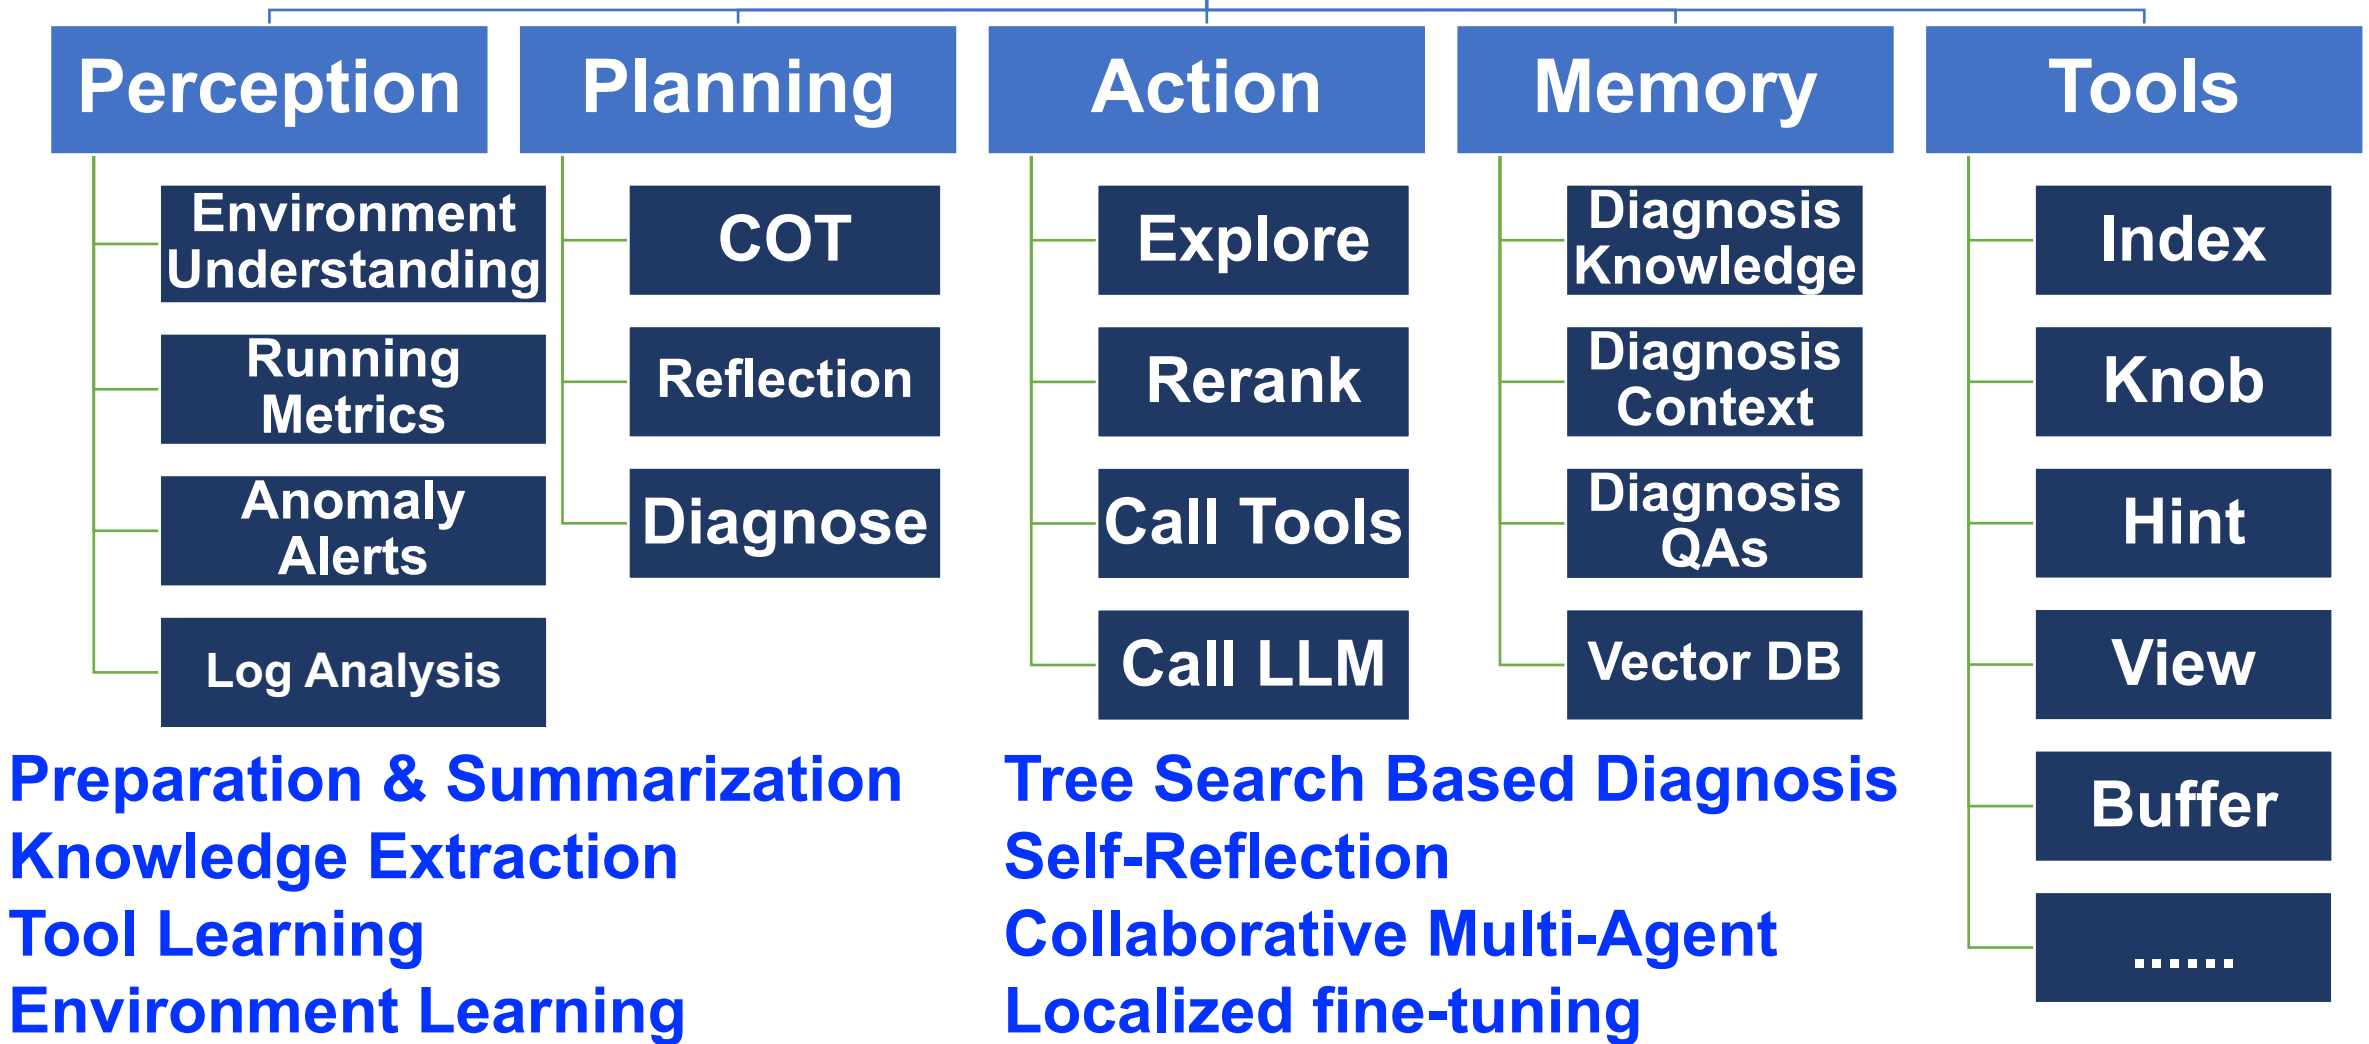 Perception
Planning
Action
Memory
Tools
Environment
Understanding
Running
Metrics
Anomaly
Alerts
Log Analysis
COT
Reflection
Diagnose
Explore
Rerank
Call Tools
Call LLM
Diagnosis
Knowledge
Diagnosis
Context
Diagnosis
QAs
Vector DB
Index
Knob
Hint
View
Buffer
......
Preparation & Summarization
Knowledge Extraction
Tool Learning
Environment Learning
Tree Search Based Diagnosis
Self-Reflection
Collaborative Multi-Agent
Localized fine-tuning